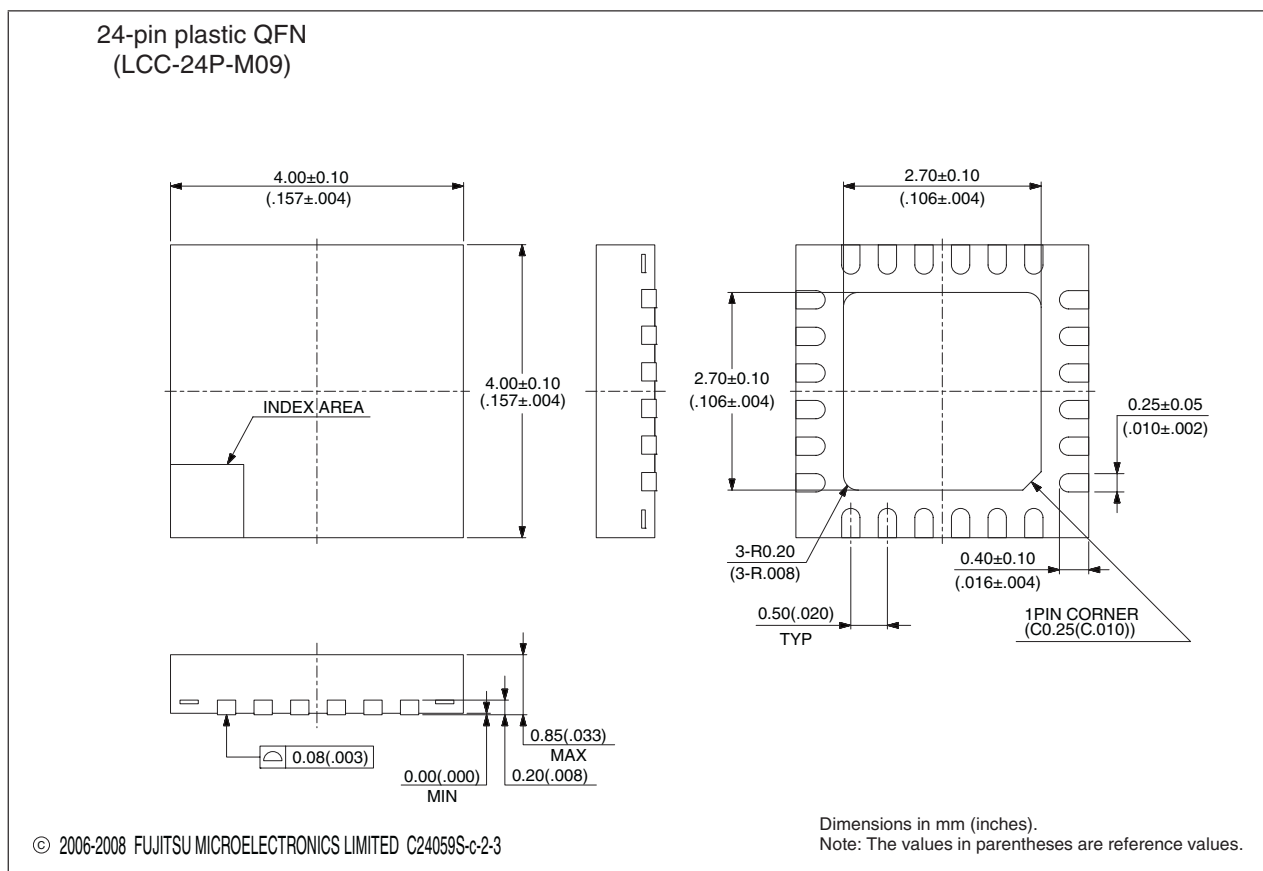 24-pin plastic QFN
(LCC-24P-M09)
4.00±0.10
(.157±.004)
4.00±0.10
(.157±.004)
INDEX AREA
2.70±0.10
(.106±.004)
2.70±0.10
(.106±.004)
0.25±0.05
(.010±.002)
3-R0.20
(3-R.008)
0.50(.020)
TYP
0.40±0.10
(.016±.004)
1PIN CORNER
(C0.25(C.010))
0.08(.003)
0.85(.033)
MAX
0.00(.000)
MIN
0.20(.008)
© 2006-2008 FUJITSU MICROELECTRONICS LIMITED C24059S-c-2-3
Dimensions in mm (inches).
Note: The values in parentheses are reference values.